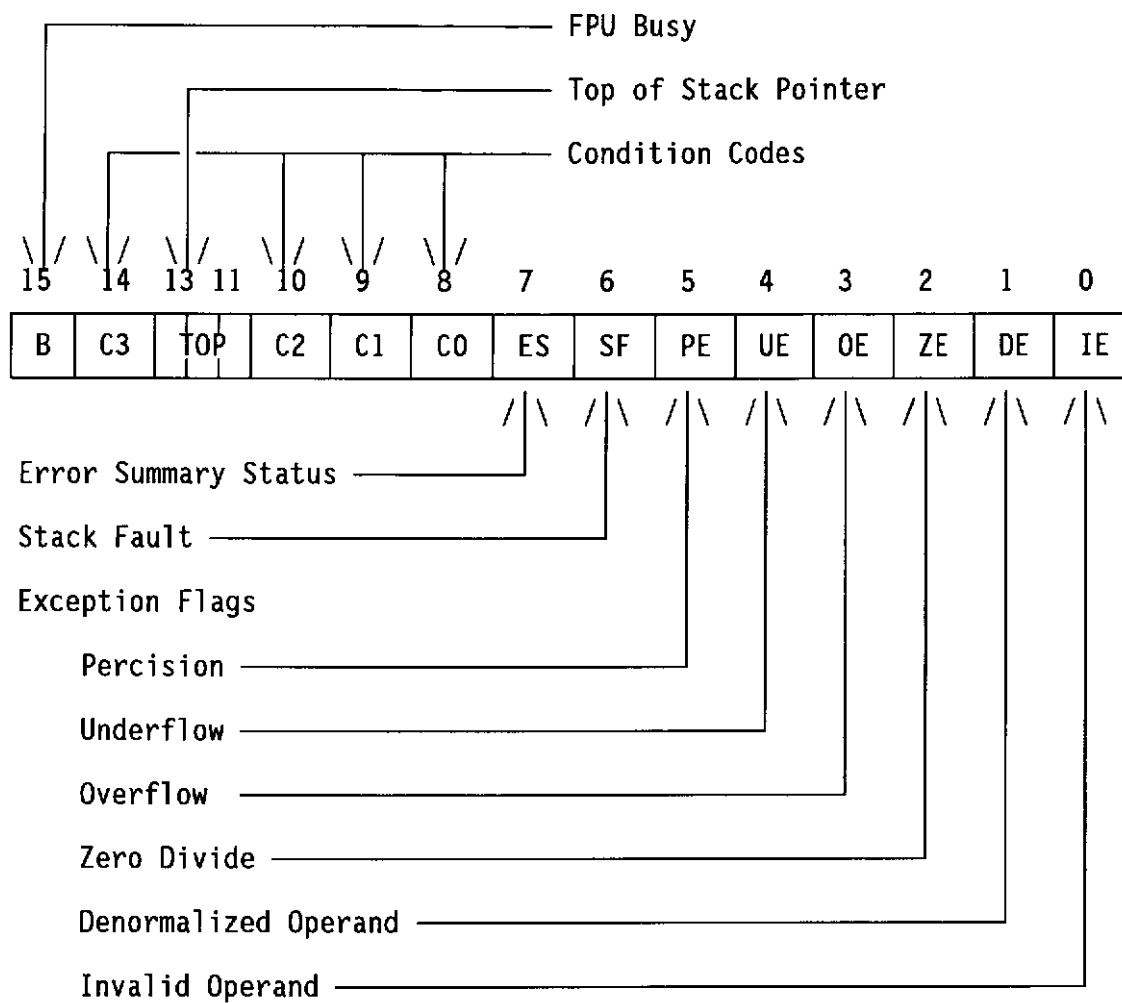 FPU Busy
Top of Stack Pointer
Condition Codes
15 14 13 11 10 9 8 7 6 5 4 3 2 1 0
B C3 TOP C2 C1 C0 ES SF PE UE OE ZE DE IE
Error Summary Status
Stack Fault
Exception Flags
Percision
Underflow
Overflow
Zero Divide
Denormalized Operand
Invalid Operand